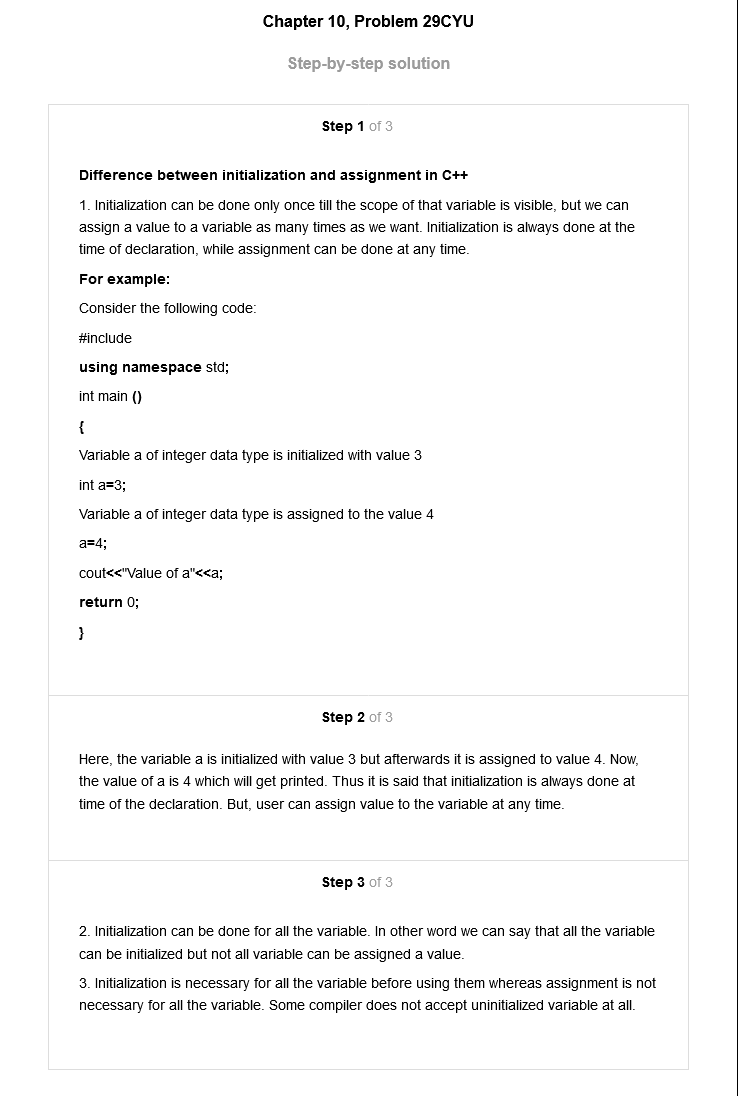 Chapter 10, Problem 29CYU
Step-by-step solution
Step 1 of 3
Difference between initialization and assignment in C++
1. Initialization can be done only once till the scope of that variable is visible, but we can
assign a value to a variable as many times as we want. Initialization is always done at the
time of declaration, while assignment can be done at any time.
For example:
Consider the following code:
#include
using namespace std;
int main ()
{
Variable a of integer data type is initialized with value 3
int a=3;
Variable a of integer data type is assigned to the value 4
a=4;
cout<<"Value of a"<<a;
return 0;
}
Step 2 of 3
Here, the variable a is initialized with value 3 but afterwards it is assigned to value 4. Now,
the value of a is 4 which will get printed. Thus it is said that initialization is always done at
time of the declaration. But, user can assign value to the variable at any time.
Step 3 of 3
2. Initialization can be done for all the variable. In other word we can say that all the variable
can be initialized but not all variable can be assigned a value.
3. Initialization is necessary for all the variable before using them whereas assignment is not
necessary for all the variable. Some compiler does not accept uninitialized variable at all.